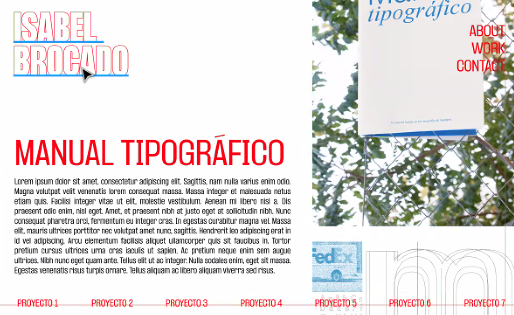 ISABEL
BROCADO
tipográfico
ABOUT
WORK
CONTACT
MANUAL TIPOGRÁFICO
Lorem ipsum dolor sit amet, consectetur adipiscing elit. Sagittis, nam nulla varius enim odio.
Magna volutpat velit venenatis lorem consequat massa. Massa integer et malesuada netus
etiam quis. Facilisi integer vitae ut elit, molestie vestibulum. Aenean mi libero nisi a. Dis
praesent odio enim, nisl eget. Amet, et praesent nibh at justo eget at sollicitudin nibh. Nunc
consequat pharetra orci, fermentum eu integer cras. In egestas curabitur magna vel. Massa
elit, mauris ultrices porttitor nec volutpat amet nunc, sagittis. Hendrerit leo adipiscing erat in
id vel adipiscing. Arcu elementum facilisis aliquet ullamcorper quis sit faucibus in. Tortor
pretium cursus ultrices urna cras iaculis ut sapien. Ac pretium neque enim sem augue
ultrices. Nibh nunc eget quam ante. Tellus elit ut ac integer. Nulla sodales enim, eget sit massa.
Egestas venenatis risus turpis ornare. Tellus aliquam ac libero aliquam viverra sed risus.
FedEx
m
PROYECTO 1 PROYECTO 2 PROYECTO 3 PROYECTO 4 PROYECTO 5 PROYECTO 6 PROYECTO 7